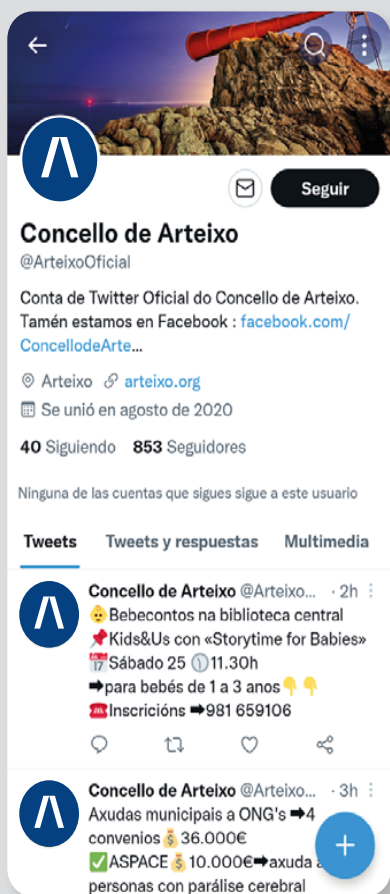 Seguir
Concello de Arteixo
@ArteixoOficial
Conta de Twitter Oficial do Concello de Arteixo.
Tamén estamos en Facebook : facebook.com/
ConcellodeArte...
Arteixo arteixo.org
Se unió en agosto de 2020
40 Siguiendo 853 Seguidores
Ninguna de las cuentas que sigues sigue a este usuario
Tweets Tweets y respuestas Multimedia
Concello de Arteixo @Arteixo... · 2h
👶Bebecontos na biblioteca central
📌Kids&Us con «Storytime for Babies»
📅Sábado 25 🕦11.30h
➡para bebés de 1 a 3 anos👇👇
☎Inscricións ➡981 659106
Concello de Arteixo @Arteixo... · 3h
Axudas municipais a ONG's ➡4
convenios💰36.000€
✅ASPACE💰10.000€➡axuda
personas con parálise cerebral